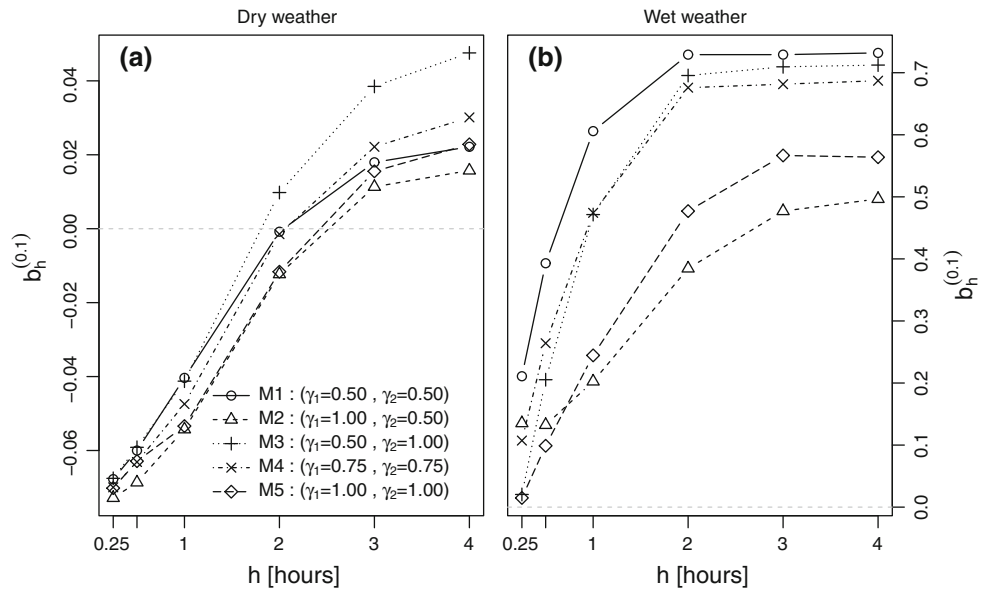 Dry weather
Wet weather
(a)
(b)
0.04
0.02
0.00
−0.02
−0.04
−0.06
b_h^(0.1)
M1 : (γ₁=0.50 , γ₂=0.50)
M2 : (γ₁=1.00 , γ₂=0.50)
M3 : (γ₁=0.50 , γ₂=1.00)
M4 : (γ₁=0.75 , γ₂=0.75)
M5 : (γ₁=1.00 , γ₂=1.00)
0.25 1 2 3 4
h [hours]
0.7
0.6
0.5
0.4
0.3
0.2
0.1
0.0
b_h^(0.1)
0.25 1 2 3 4
h [hours]